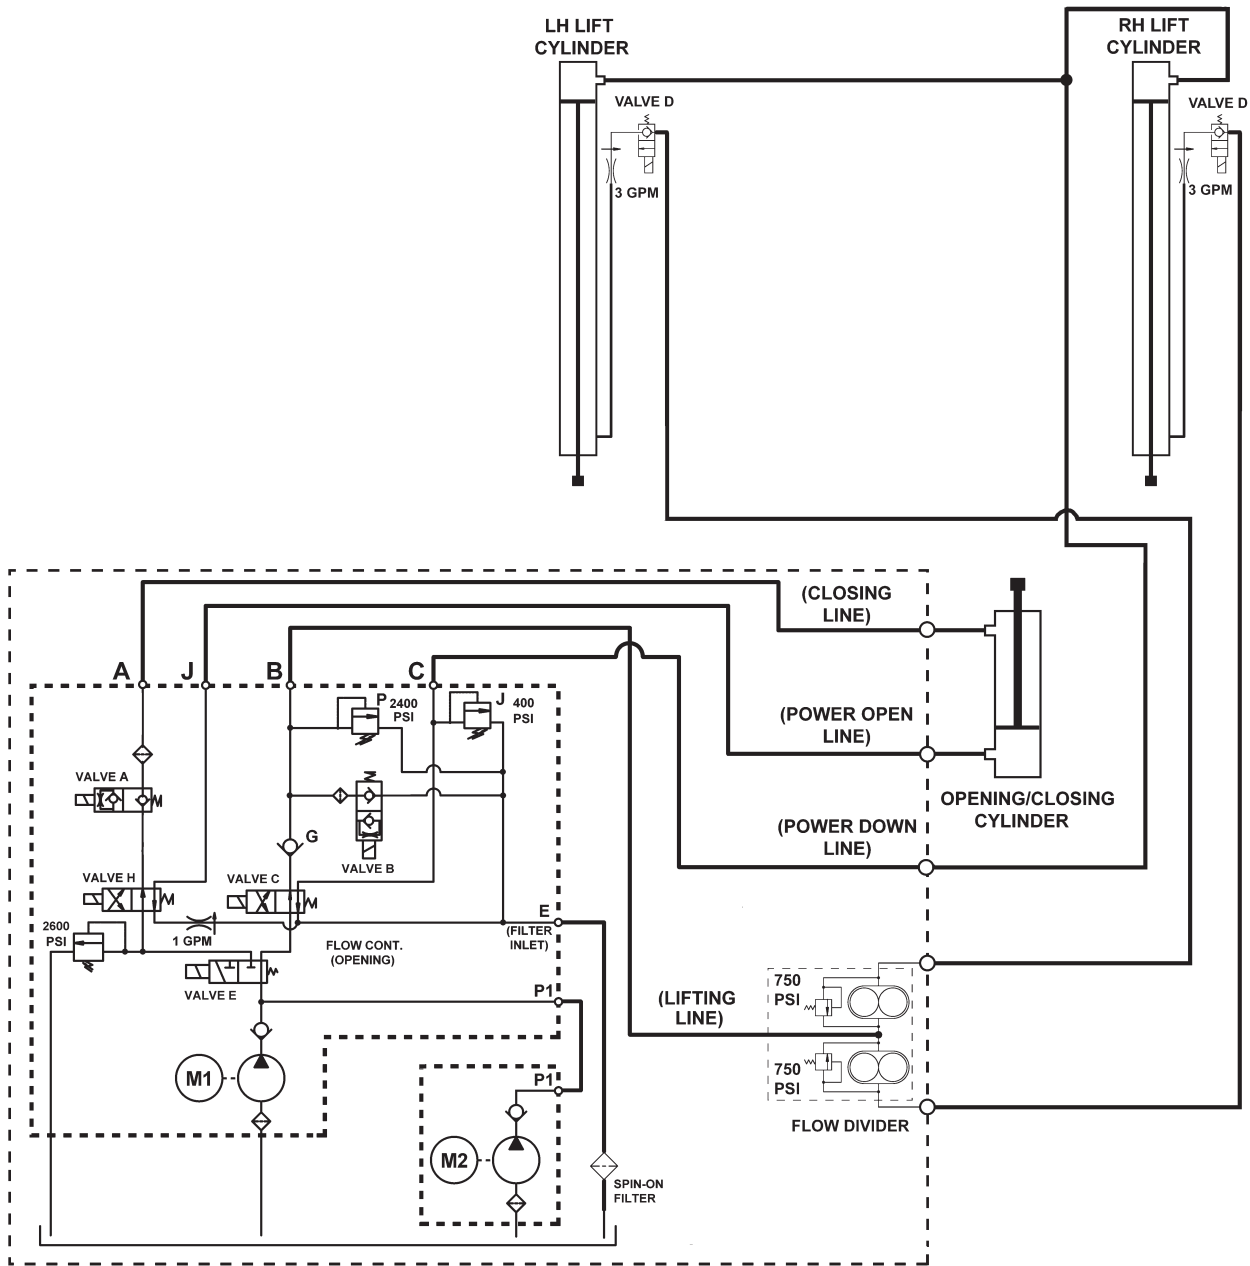 LH LIFT
CYLINDER
RH LIFT
CYLINDER
VALVE D
VALVE D
3 GPM
3 GPM
(CLOSING
LINE)
A
J
B
C
P
2400
PSI
J
400
PSI
(POWER OPEN
LINE)
VALVE A
OPENING/CLOSING
CYLINDER
(POWER DOWN
LINE)
G
VALVE B
VALVE H
VALVE C
2600
PSI
1 GPM
E
(FILTER
INLET)
FLOW CONT.
(OPENING)
VALVE E
P1
(LIFTING
LINE)
750
PSI
750
PSI
M1
P1
FLOW DIVIDER
M2
SPIN-ON
FILTER